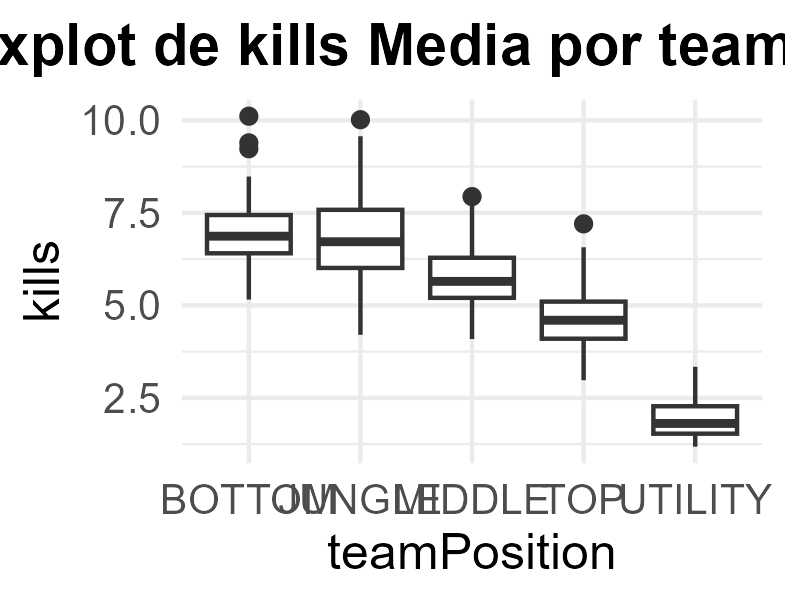 xplot de kills Media por team
10.0
7.5
5.0
2.5
kills
BOTTOM JUNGLE MIDDLE TOP UTILITY
teamPosition